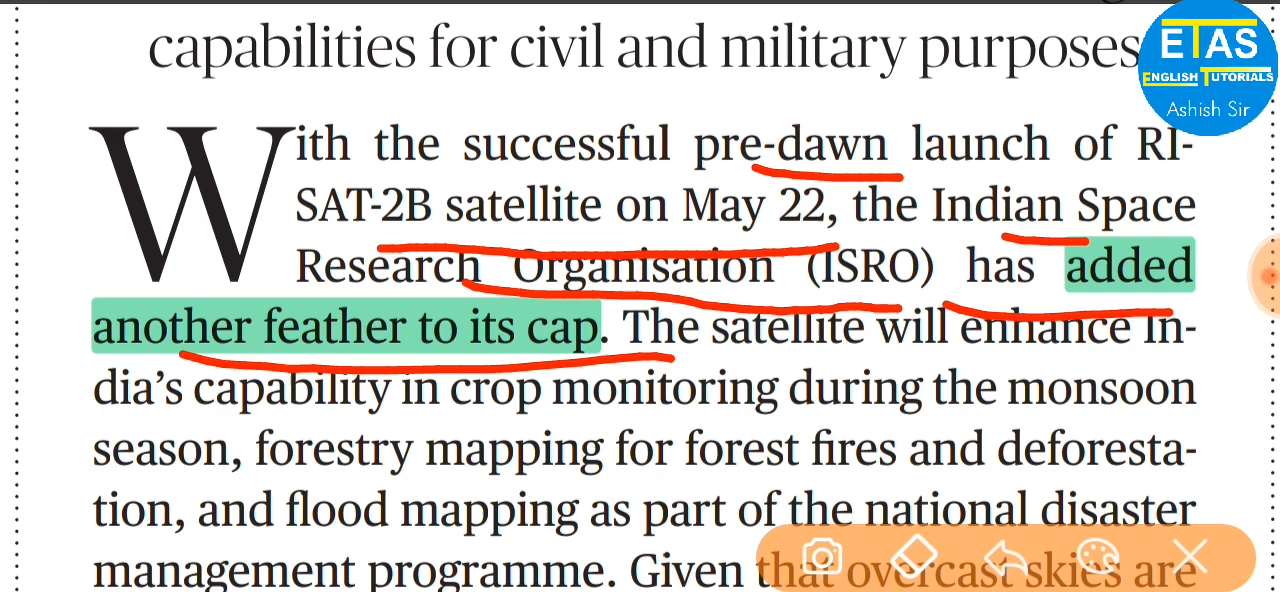 capabilities for civil and military purposes
ETAS
ENGLISH TUTORIALS
Ashish Sir
With the successful pre-dawn launch of RI-
SAT-2B satellite on May 22, the Indian Space
Research Organisation (ISRO) has added
another feather to its cap. The satellite will enhance In-
dia's capability in crop monitoring during the monsoon
season, forestry mapping for forest fires and deforesta-
tion, and flood mapping as part of the national disaster
management programme. Given that overcast skies are